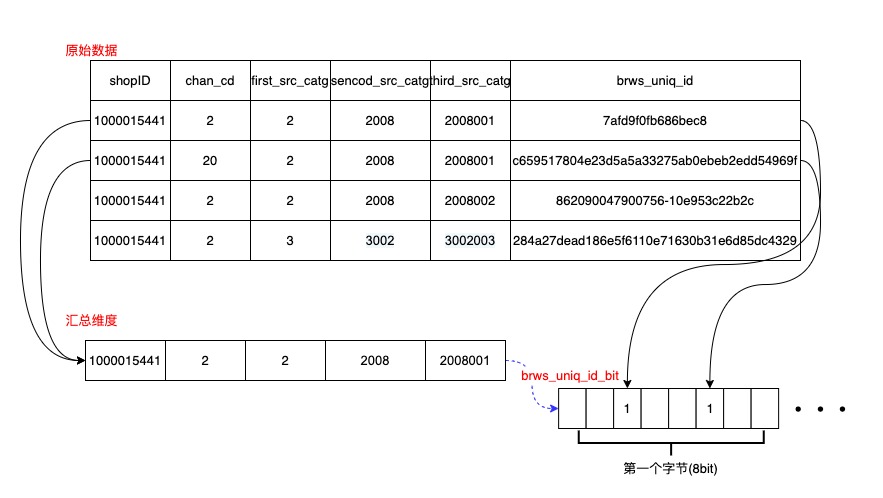 原始数据
shopID chan_cd first_src_catg sencod_src_catg third_src_catg brws_uniq_id
1000015441 2 2 2008 2008001 7afd9f0fb686bec8
1000015441 20 2 2008 2008001 c659517804e23d5a5a33275ab0ebeb2edd54969f
1000015441 2 2 2008 2008002 862090047900756-10e953c22b2c
1000015441 2 3 3002 3002003 284a27dead186e5f6110e71630b31e6d85dc4329
汇总维度
1000015441 2 2 2008 2008001
brws_uniq_id_bit
1 1
第一个字节(8bit)